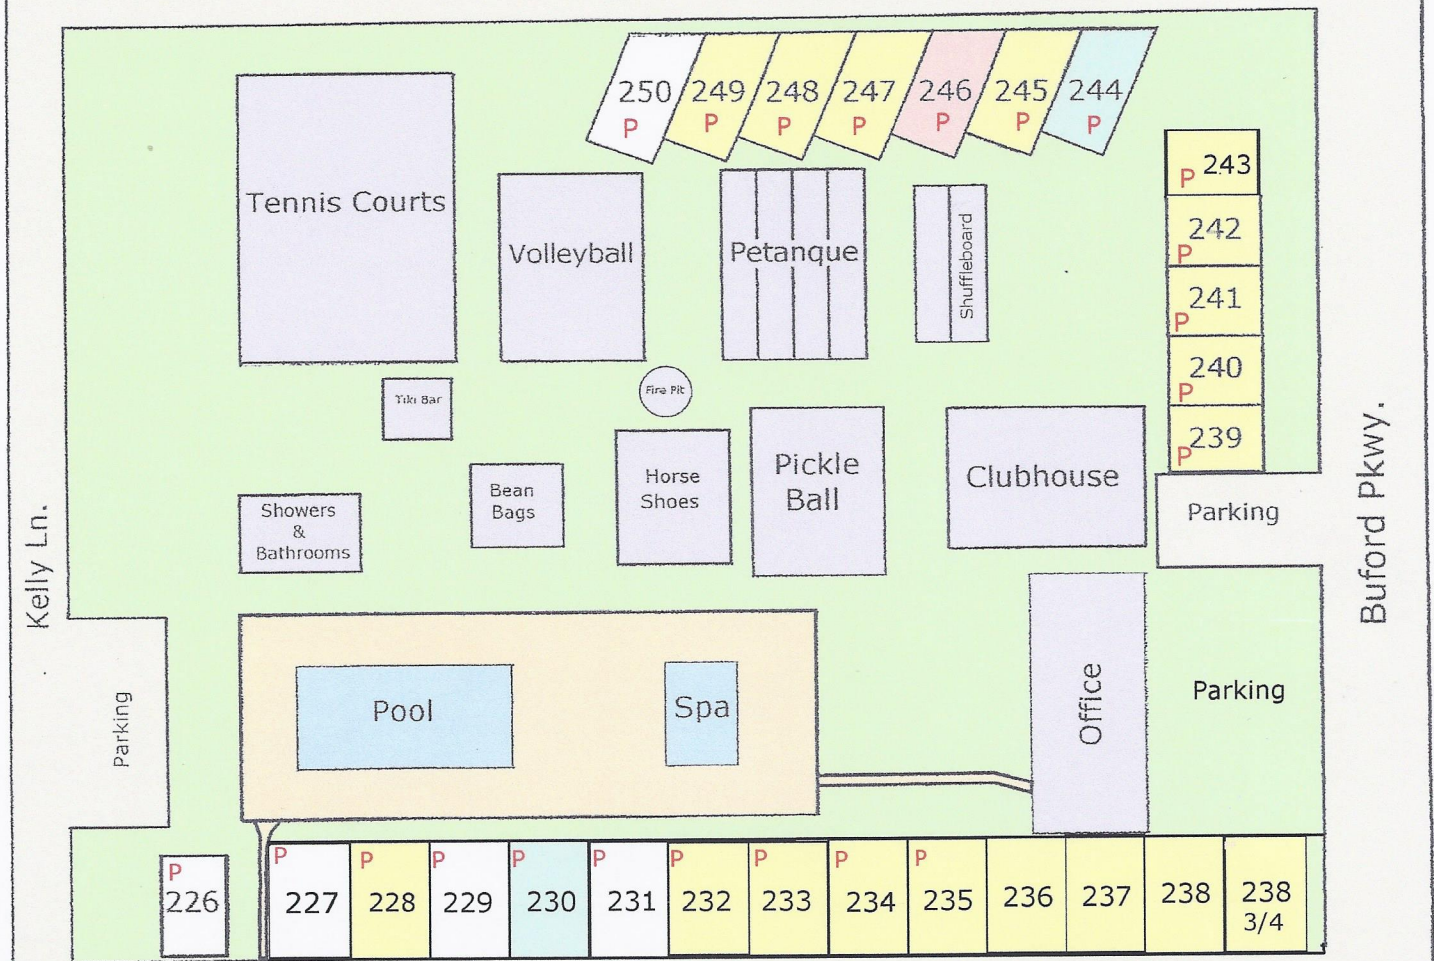 250
P
249
P
248
P
247
P
246
P
245
P
244
P
P 243
242
P
241
P
240
P
239
P
Tennis Courts
Volleyball
Petanque
Shuffleboard
Tiki Bar
Fire Pit
Showers
&
Bathrooms
Bean
Bags
Horse
Shoes
Pickle
Ball
Clubhouse
Parking
Kelly Ln.
Buford Pkwy.
Parking
Pool
Spa
Office
Parking
P
226
P
227
P
228
P
229
P
230
P
231
P
232
P
233
P
234
P
235
236
237
238
238
3/4